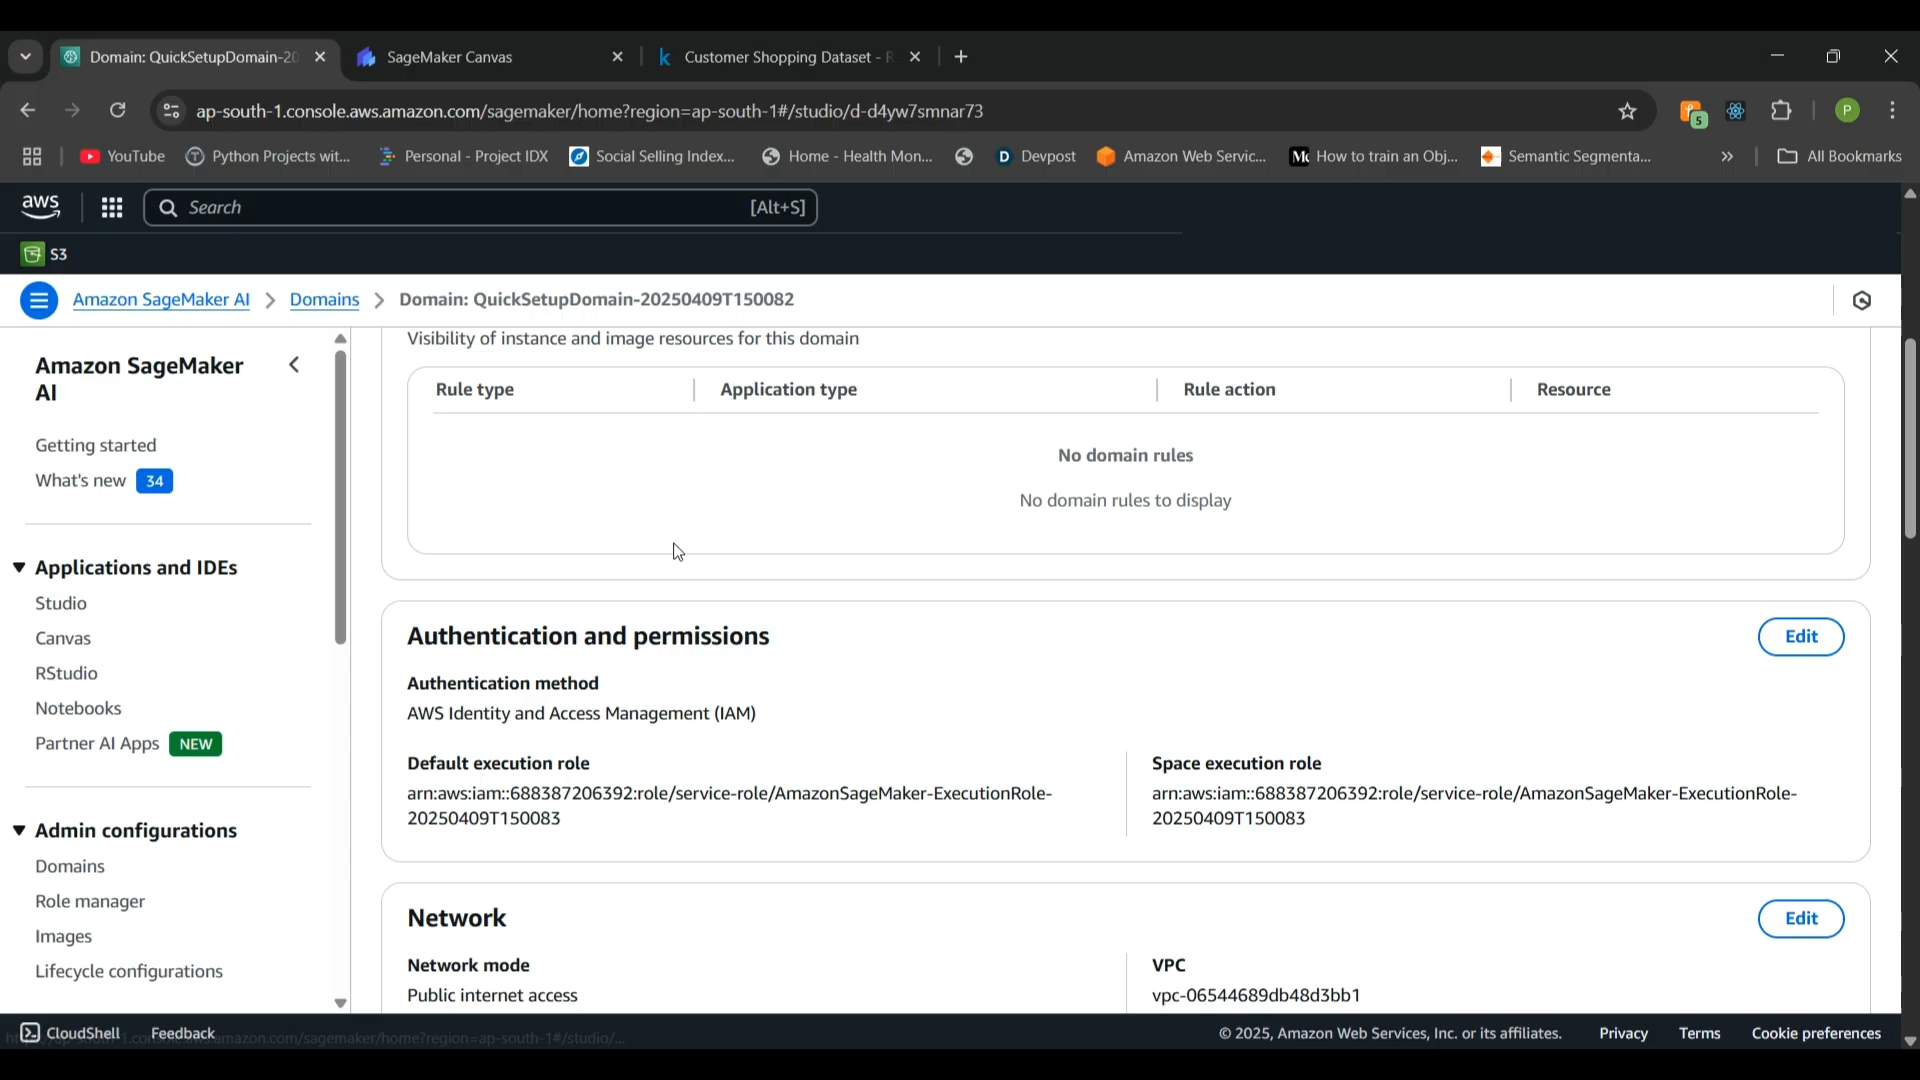 Domain: QuickSetupDomain-20
SageMaker Canvas
Customer Shopping Dataset - R
ap-south-1.console.aws.amazon.com/sagemaker/home?region=ap-south-1#/studio/d-d4yw7smnar73
5
P
YouTube
Python Projects wit...
Personal - Project IDX
Social Selling Index...
Home - Health Mon...
Devpost
Amazon Web Servic...
How to train an Obj...
Semantic Segmenta...
All Bookmarks
aws
Search
[Alt+S]
S3
Amazon SageMaker AI > Domains > Domain: QuickSetupDomain-20250409T150082
Amazon SageMaker
AI
Getting started
What's new 34
Applications and IDEs
Studio
Canvas
RStudio
Notebooks
Partner AI Apps NEW
Admin configurations
Domains
Role manager
Images
Lifecycle configurations
Visibility of instance and image resources for this domain
Rule type
Application type
Rule action
Resource
No domain rules
No domain rules to display
Authentication and permissions
Edit
Authentication method
AWS Identity and Access Management (IAM)
Default execution role
arn:aws:iam::688387206392:role/service-role/AmazonSageMaker-ExecutionRole-
20250409T150083
Space execution role
arn:aws:iam::688387206392:role/service-role/AmazonSageMaker-ExecutionRole-
20250409T150083
Network
Edit
Network mode
Public internet access
VPC
vpc-06544689db48d3bb1
CloudShell
Feedback
© 2025, Amazon Web Services, Inc. or its affiliates.
Privacy
Terms
Cookie preferences